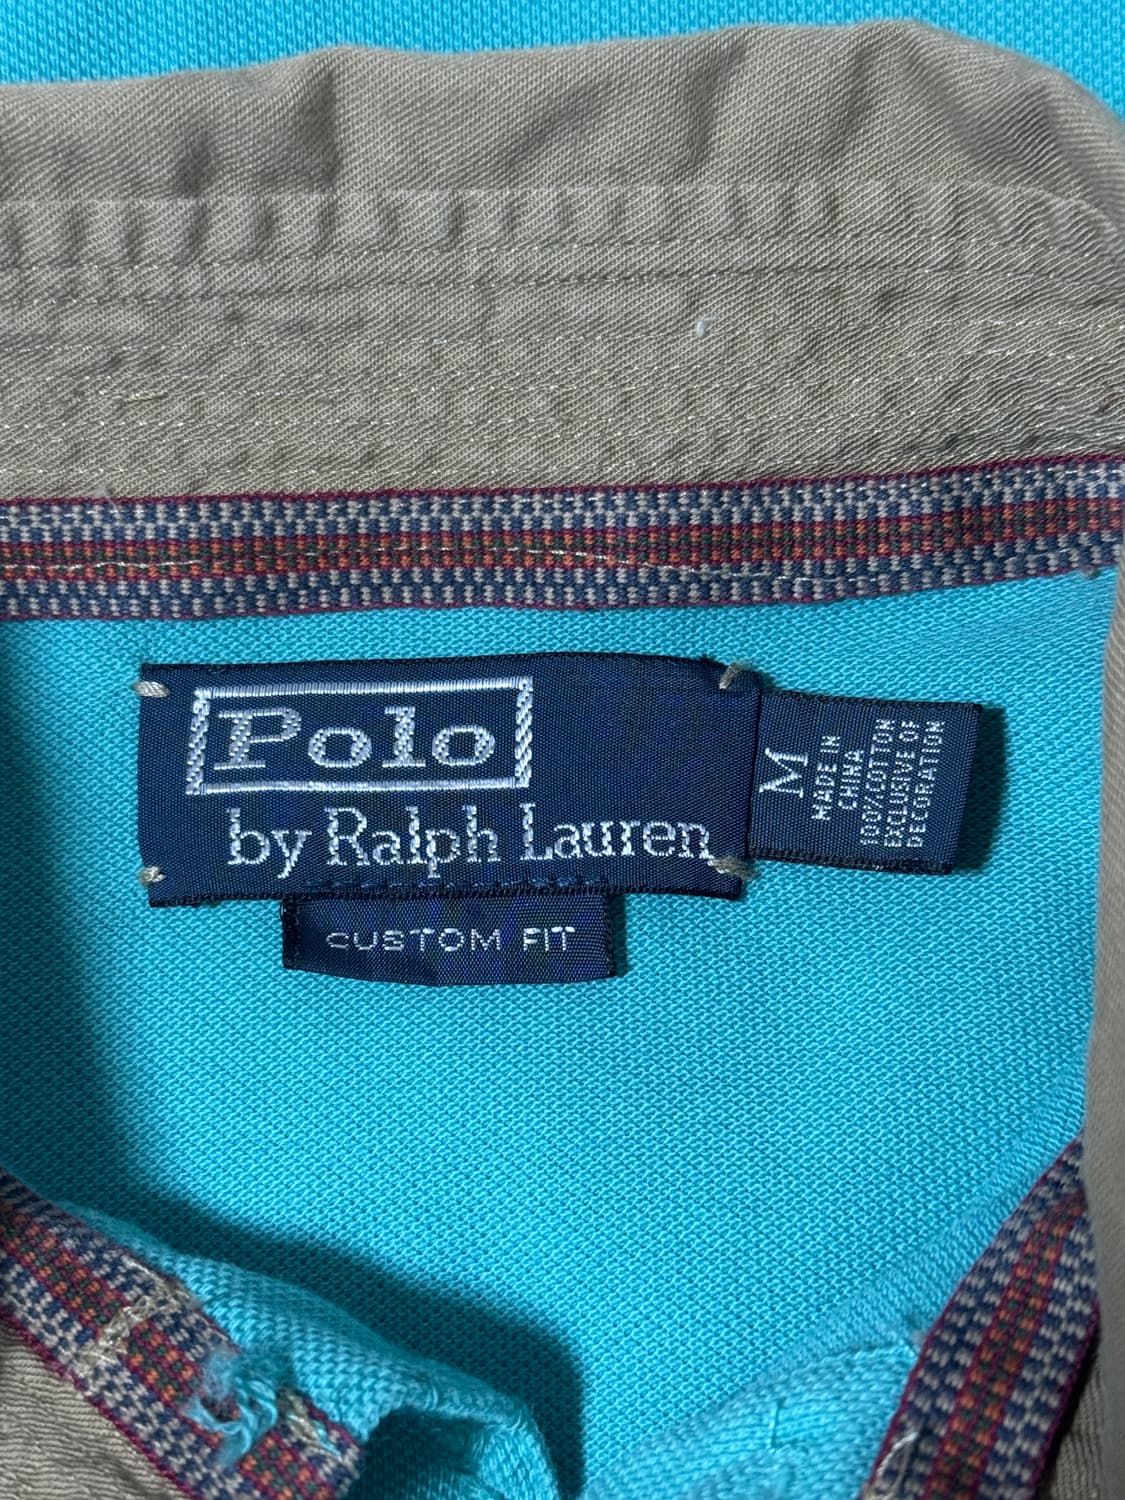 Polo
by Ralph Lauren
CUSTOM FIT
M
MADE IN
CHINA
100% COTTON
EXCLUSIVE OF
DECORATION